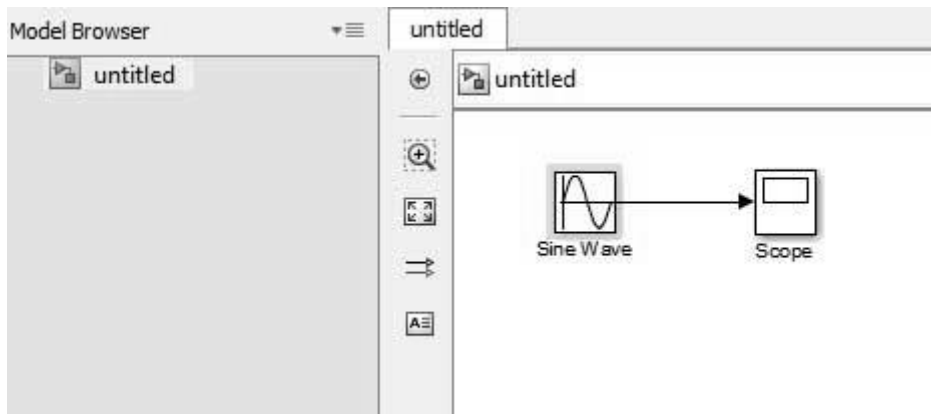 Model Browser
untitled
untitled
untitled
Sine Wave
Scope
A